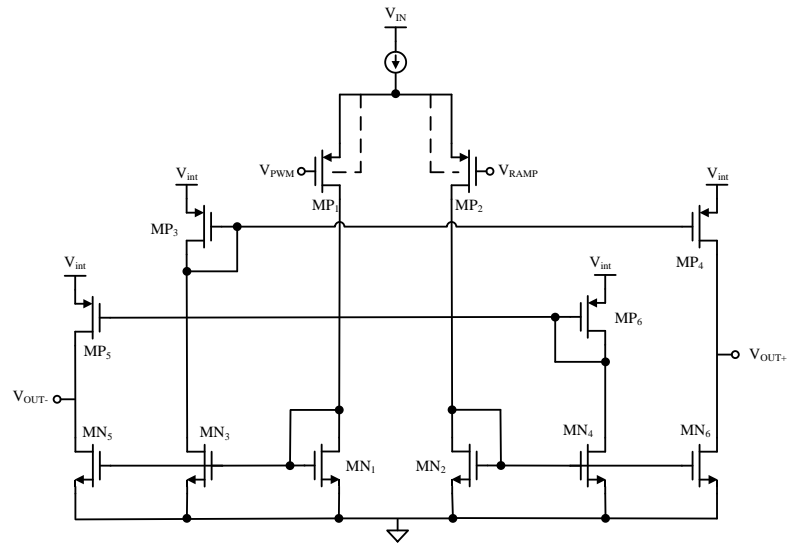 V_IN
V_PWM
V_RAMP
MP_1
MP_2
V_int
MP_3
V_int
MP_4
V_int
MP_5
V_int
MP_6
V_OUT-
V_OUT+
MN_5
MN_3
MN_1
MN_2
MN_4
MN_6